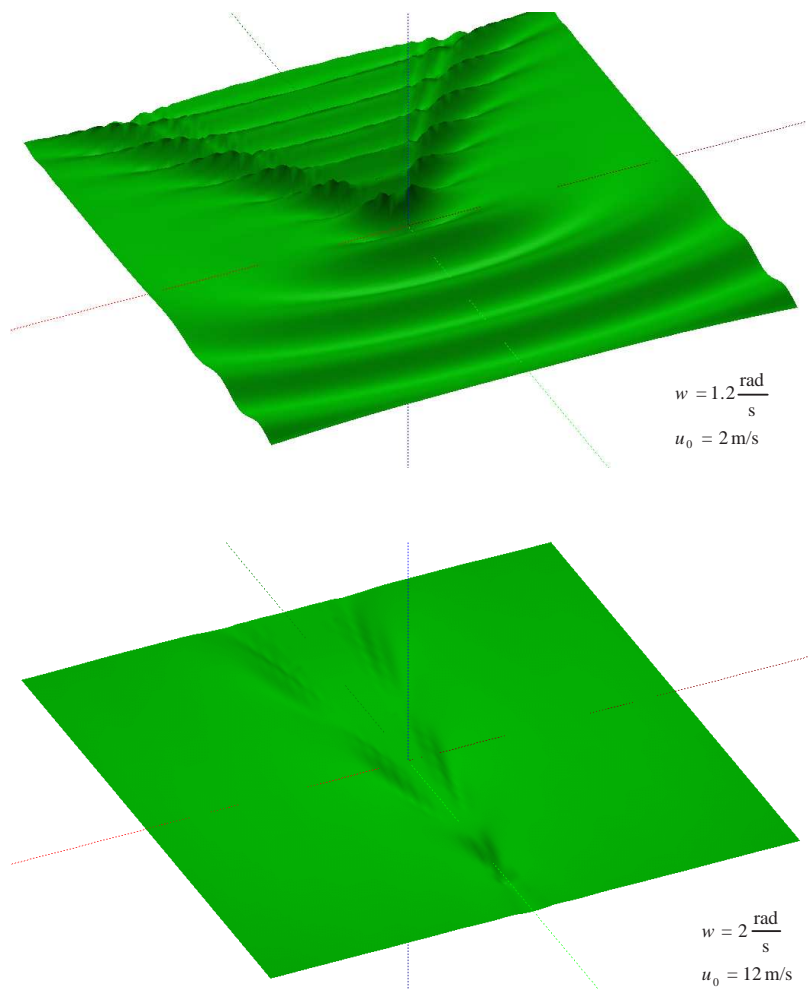 w = 1.2 rad/s
u₀ = 2 m/s
w = 2 rad/s
u₀ = 12 m/s